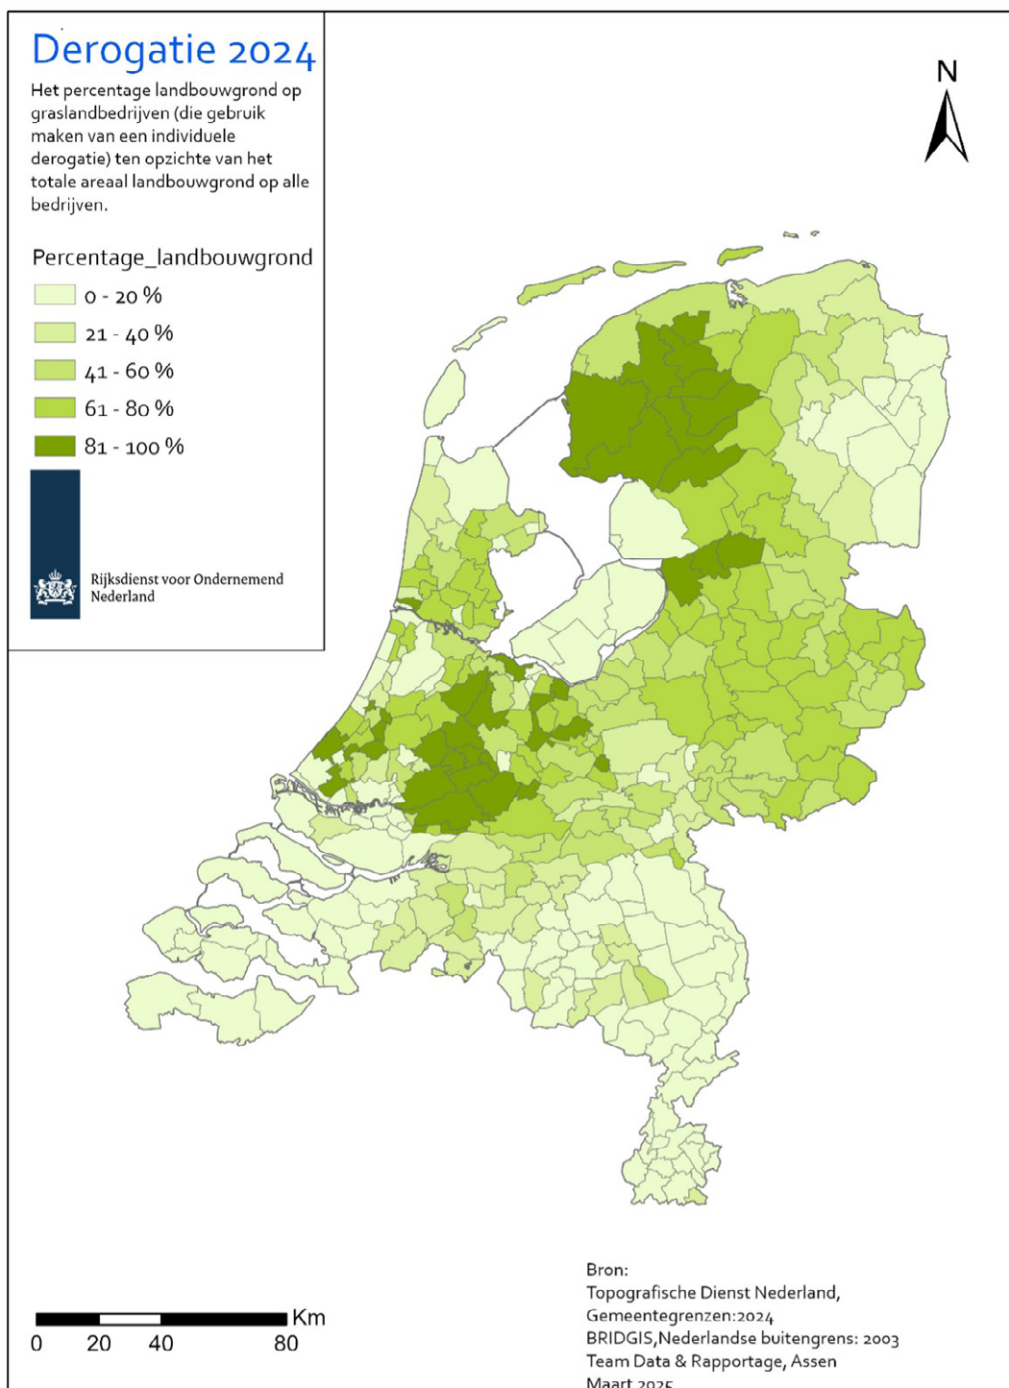 Derogatie 2024
Het percentage landbouwgrond op
graslandbedrijven (die gebruik
maken van een individuele
derogatie) ten opzichte van het
totale areaal landbouwgrond op alle
bedrijven.
Percentage_landbouwgrond
0 - 20 %
21 - 40 %
41 - 60 %
61 - 80 %
81 - 100 %
Rijksdienst voor Ondernemend
Nederland
N
Km
0 20 40 80
Bron:
Topografische Dienst Nederland,
Gemeentegrenzen:2024
BRIDGIS,Nederlandse buitengrens: 2003
Team Data & Rapportage, Assen
Maart 2025